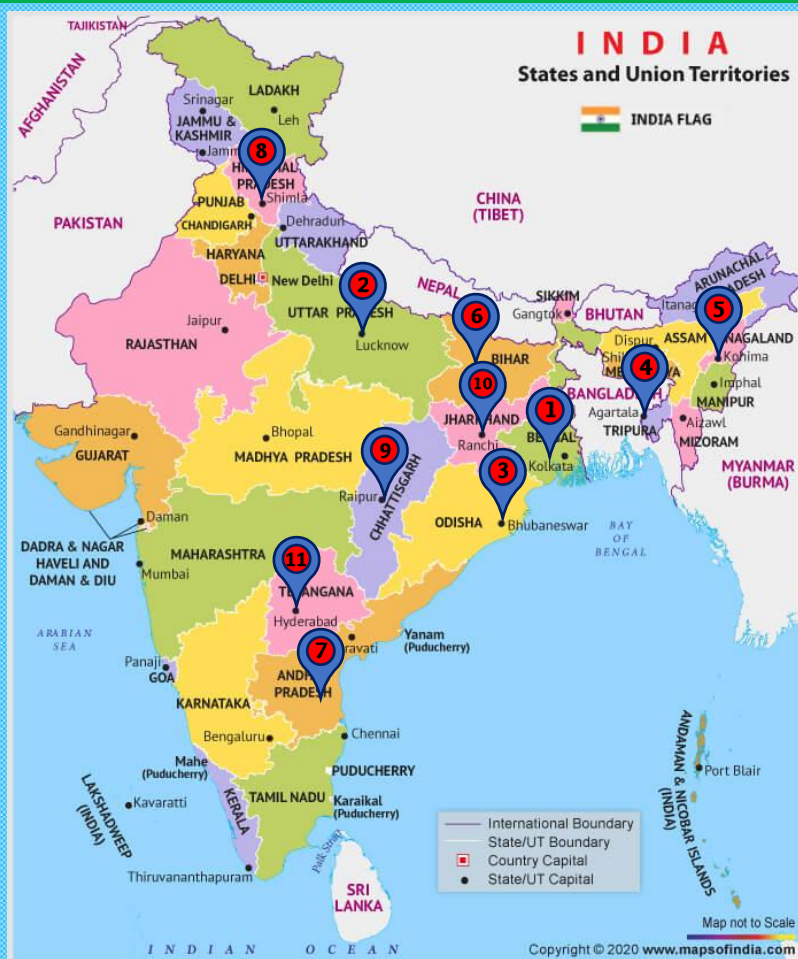 TAJIKISTAN
INDIA
States and Union Territories
INDIA FLAG
AFGHANISTAN
LADAKH
Srinagar
Leh
JAMMU &
KASHMIR
8
PRADESH
Shimla
PUNJAB
CHINA
(TIBET)
PAKISTAN
CHANDIGARH
Dehradun
UTTARAKHAND
HARYANA
DELHI
New Delhi
2
NEPAL
ARUNACHAL
SIKKIM
Gangtok
BHUTAN
UTTAR
Lucknow
6
BIHAR
Dispur
ASSAM
5
NAGALAND
Kohima
Jaipur
RAJASTHAN
4
Imphal
MANIPUR
10
Ranchi
1
Kolkata
Agartala
TRIPURA
Aizawl
MIZORAM
MYANMAR
(BURMA)
Gandhinagar
GUJARAT
Bhopal
MADHYA PRADESH
9
Raipur
CHHATTISGARH
3
ODISHA
Bhubaneswar
BAY
OF
BENGAL
Daman
DADRA & NAGAR
HAVELI AND
DAMAN & DIU
MAHARASHTRA
Mumbai
11
Hyderabad
ARABIAN
SEA
7
Yanam
(Puducherry)
Panaji
GOA
PRADESH
KARNATAKA
Bengaluru
Chennai
Mahe
(Puducherry)
PUDUCHERRY
LAKSHADWEEP
(INDIA)
Kavaratti
KERALA
TAMIL NADU
Karaikal
(Puducherry)
ANDAMAN & NICOBAR ISLANDS
(INDIA)
Port Blair
Thiruvananthapuram
Palk Strait
SRI
LANKA
International Boundary
State/UT Boundary
Country Capital
State/UT Capital
Map not to Scale
INDIAN OCEAN
Copyright © 2020 www.mapsofindia.com